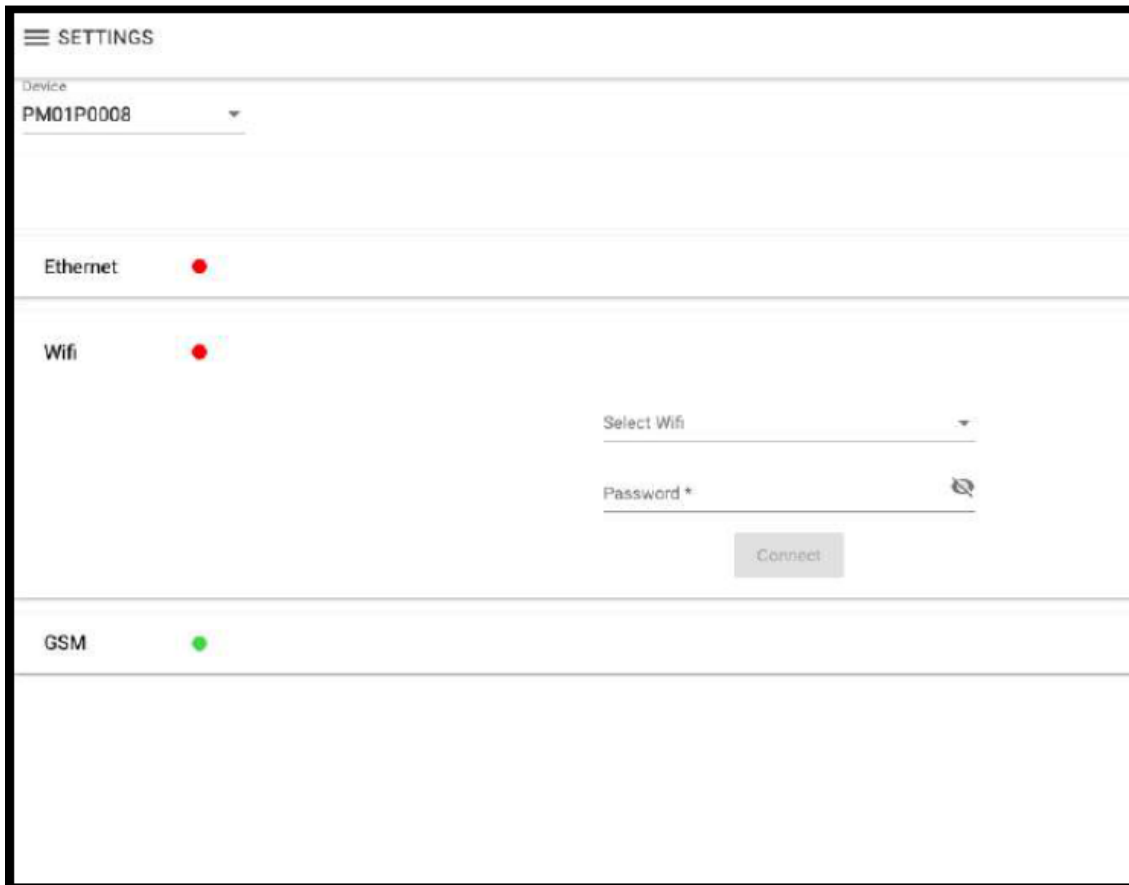 SETTINGS
Device
PM01P0008
Ethernet
Wifi
Select Wifi
Password *
Connect
GSM